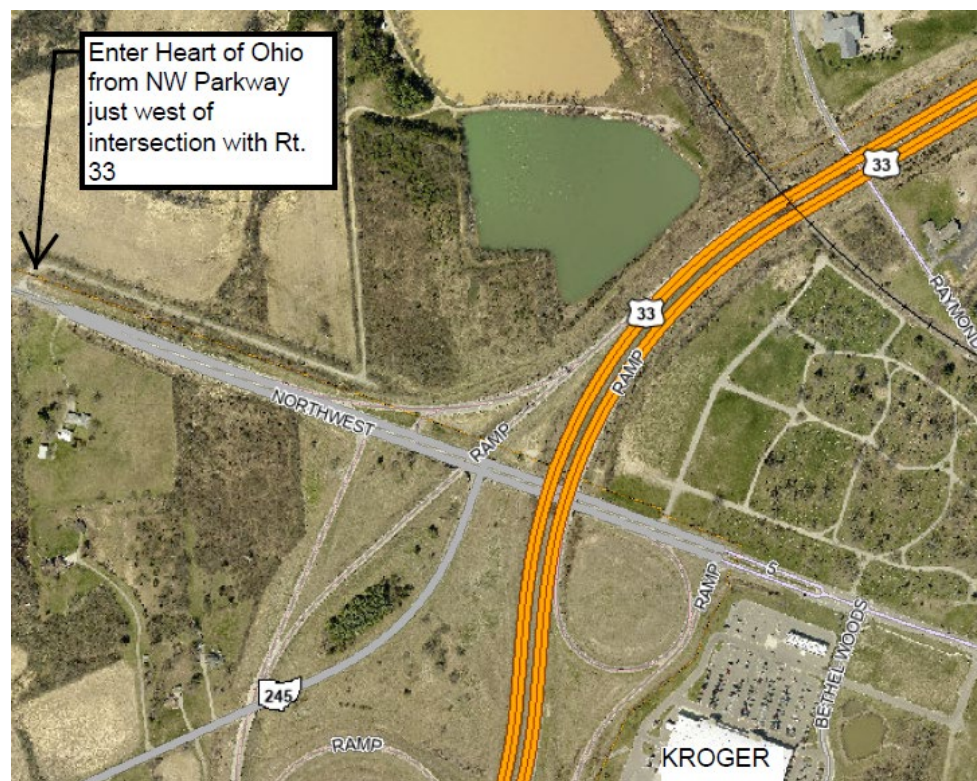 Enter Heart of Ohio
from NW Parkway
just west of
intersection with Rt.
33
33
33
RAYMOND
RAMP
NORTHWEST
RAMP
RAMP
S
245
RAMP
BETHEL WOODS
KROGER